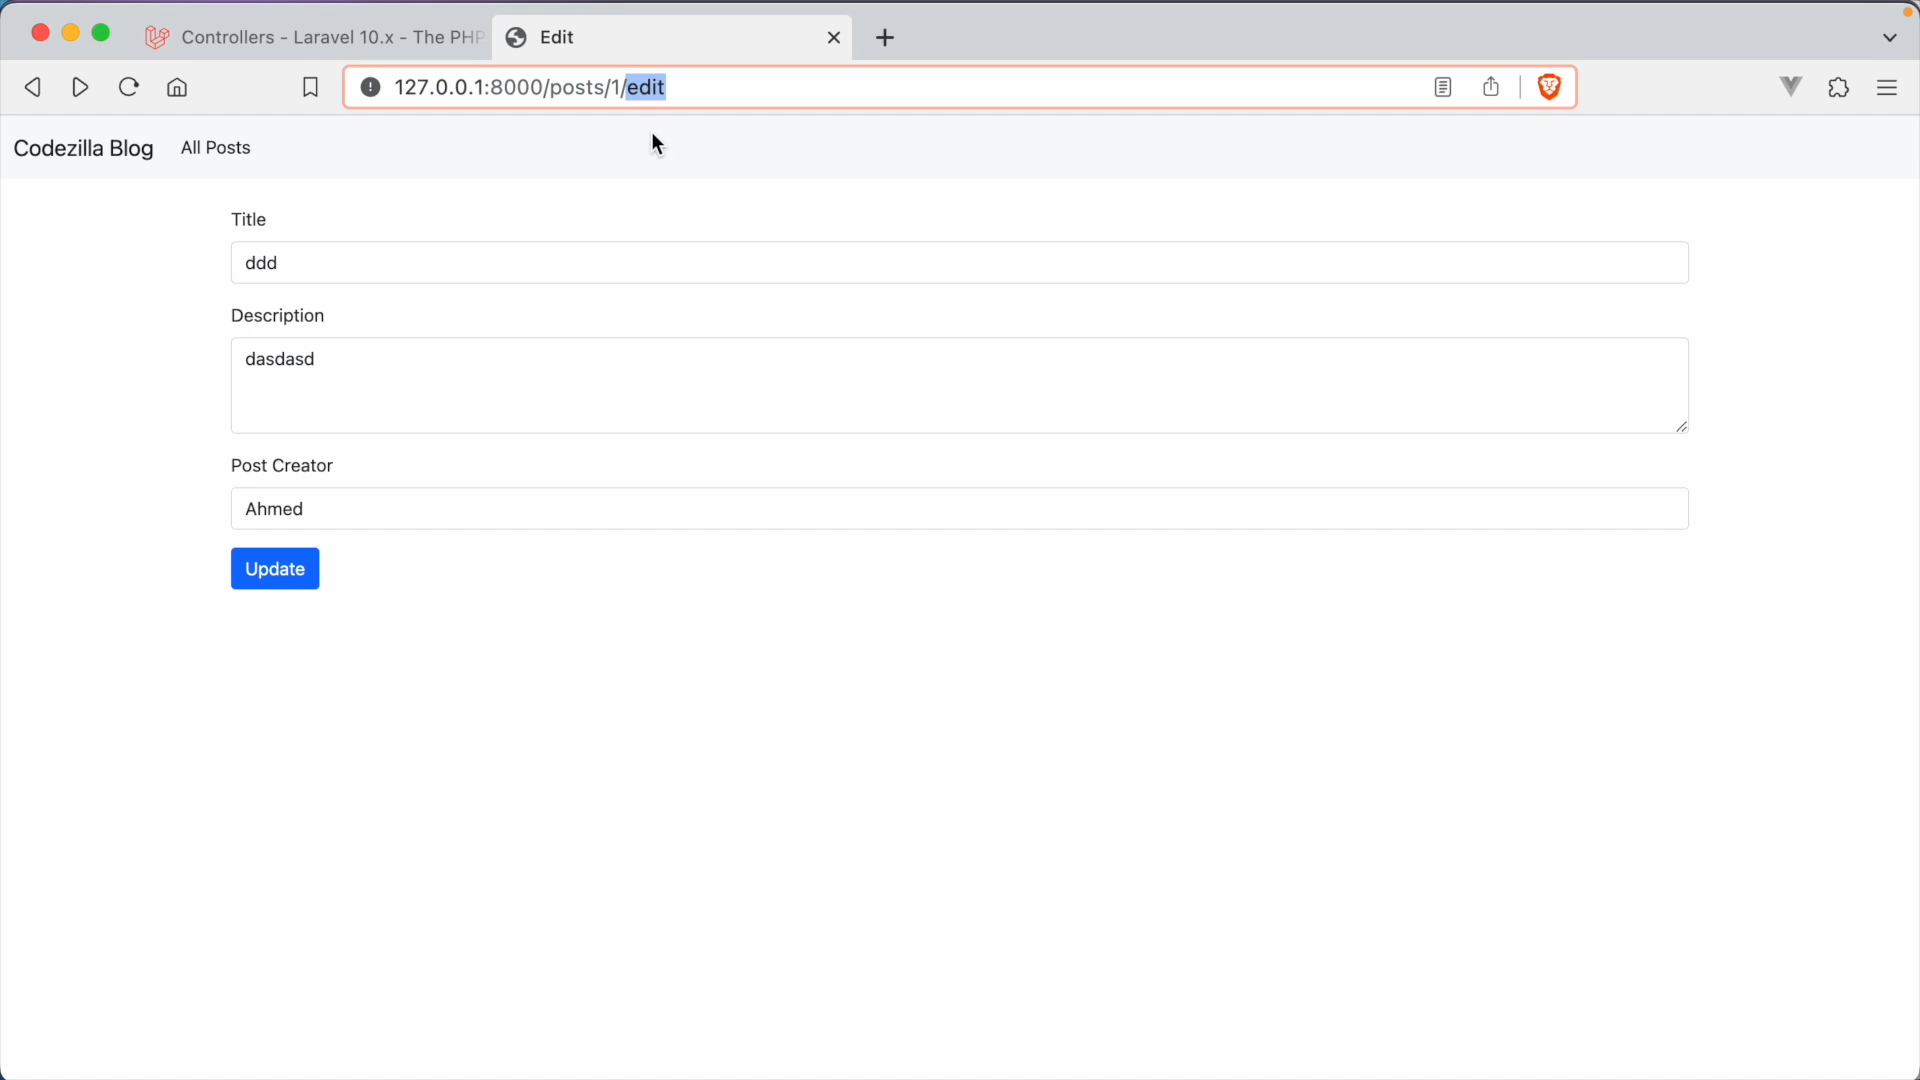 Controllers - Laravel 10.x - The PHP
Edit
127.0.0.1:8000/posts/1/edit
Codezilla Blog
All Posts
Title
ddd
Description
dasdasd
Post Creator
Ahmed
Update